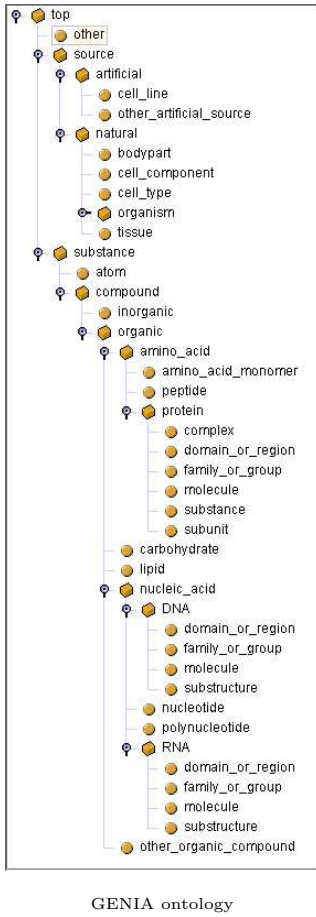 top
other
source
artificial
cell_line
other_artificial_source
natural
bodypart
cell_component
cell_type
organism
tissue
substance
atom
compound
inorganic
organic
amino_acid
amino_acid_monomer
peptide
protein
complex
domain_or_region
family_or_group
molecule
substance
subunit
carbohydrate
lipid
nucleic_acid
DNA
domain_or_region
family_or_group
molecule
substructure
nucleotide
polynucleotide
RNA
domain_or_region
family_or_group
molecule
substructure
other_organic_compound
GENIA ontology